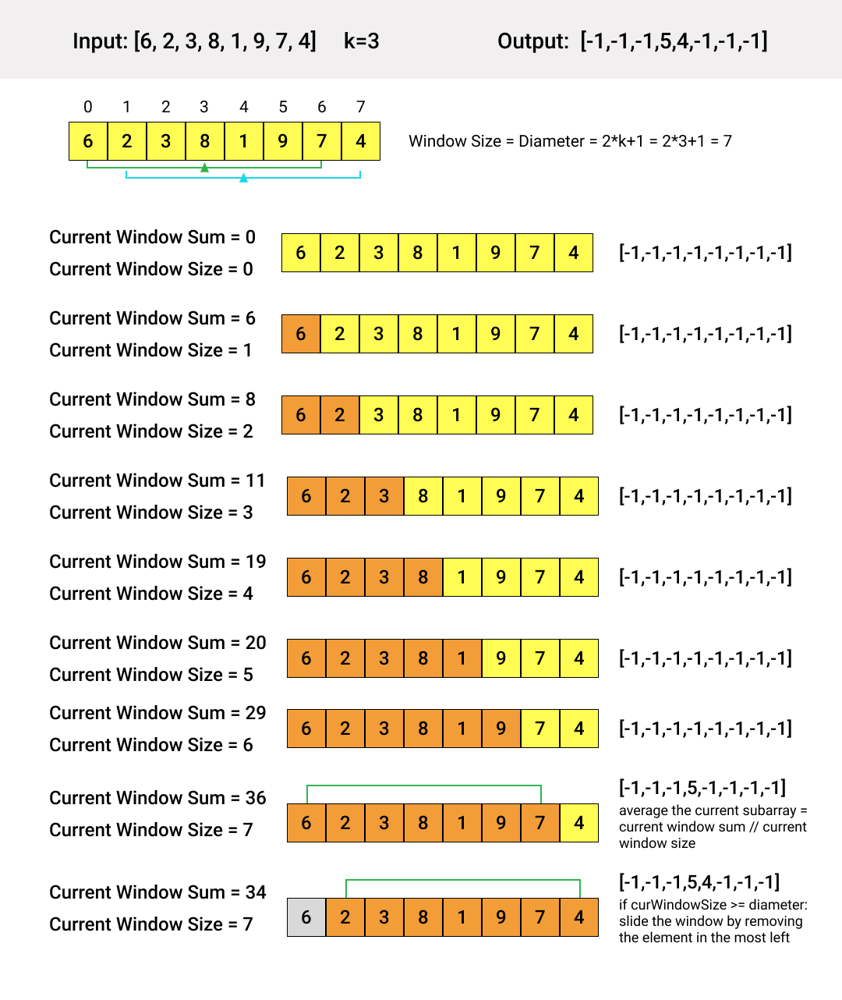 Input: [6, 2, 3, 8, 1, 9, 7, 4] k=3 Output: [-1,-1,-1,5,4,-1,-1,-1]
0 1 2 3 4 5 6 7
6 2 3 8 1 9 7 4
Window Size = Diameter = 2*k+1 = 2*3+1 = 7
Current Window Sum = 0
Current Window Size = 0
6 2 3 8 1 9 7 4
[-1,-1,-1,-1,-1,-1,-1,-1]
Current Window Sum = 6
Current Window Size = 1
6 2 3 8 1 9 7 4
[-1,-1,-1,-1,-1,-1,-1,-1]
Current Window Sum = 8
Current Window Size = 2
6 2 3 8 1 9 7 4
[-1,-1,-1,-1,-1,-1,-1,-1]
Current Window Sum = 11
Current Window Size = 3
6 2 3 8 1 9 7 4
[-1,-1,-1,-1,-1,-1,-1,-1]
Current Window Sum = 19
Current Window Size = 4
6 2 3 8 1 9 7 4
[-1,-1,-1,-1,-1,-1,-1,-1]
Current Window Sum = 20
Current Window Size = 5
6 2 3 8 1 9 7 4
[-1,-1,-1,-1,-1,-1,-1,-1]
Current Window Sum = 29
Current Window Size = 6
6 2 3 8 1 9 7 4
[-1,-1,-1,-1,-1,-1,-1,-1]
Current Window Sum = 36
Current Window Size = 7
6 2 3 8 1 9 7 4
[-1,-1,-1,5,-1,-1,-1,-1]
average the current subarray =
current window sum // current
window size
Current Window Sum = 34
Current Window Size = 7
6 2 3 8 1 9 7 4
[-1,-1,-1,5,4,-1,-1,-1]
if curWindowSize >= diameter:
slide the window by removing
the element in the most left